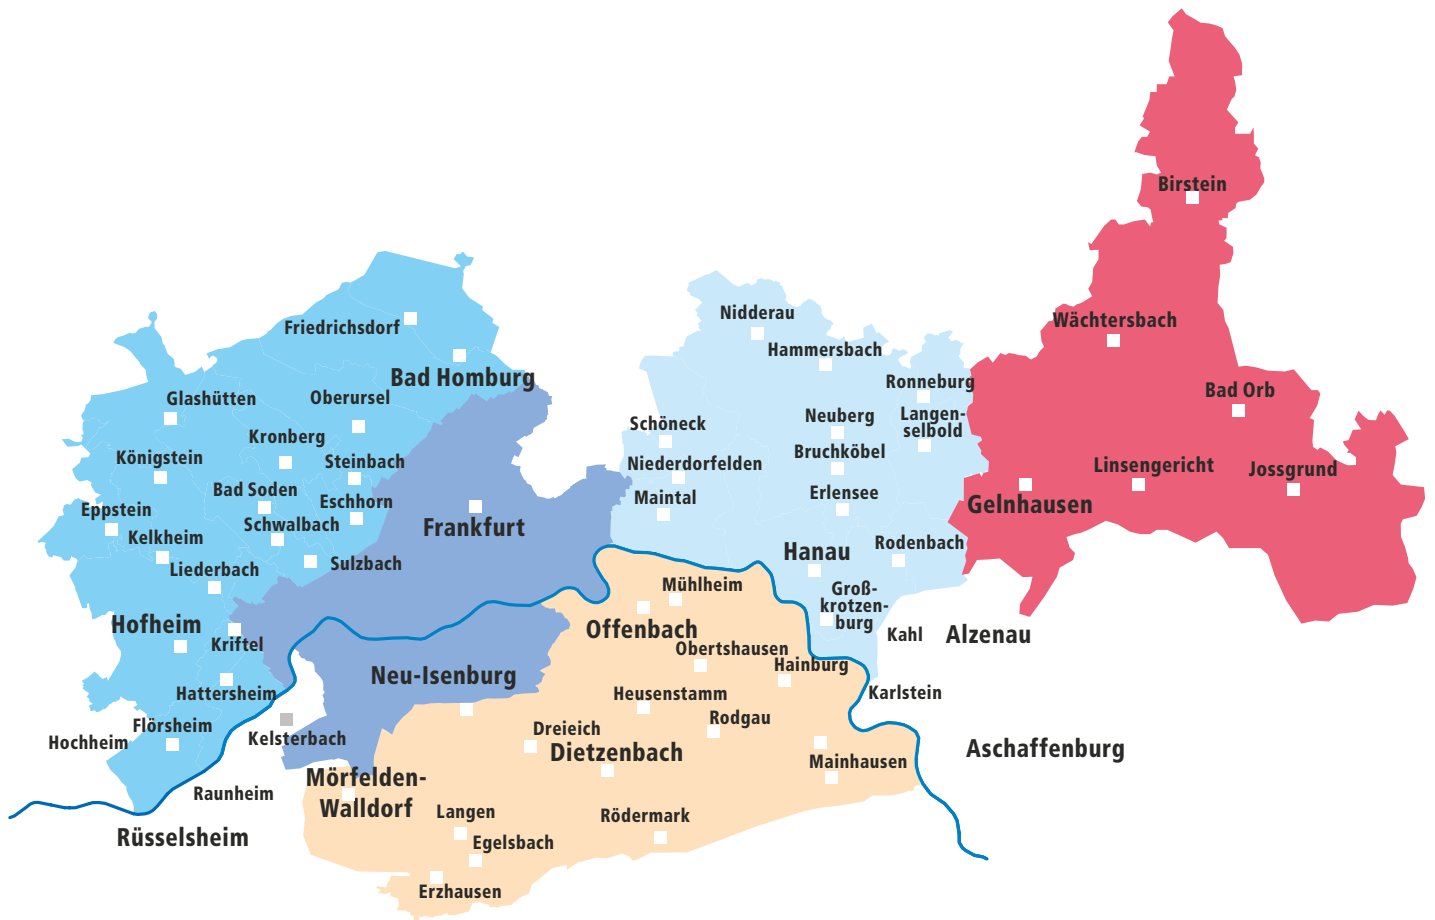 Birstein
Nidderau
Wächtersbach
Friedrichsdorf
Hammersbach
Bad Homburg
Ronneburg
Bad Orb
Glashütten
Oberursel
Neuberg
Langen-
selbold
Schöneck
Kronberg
Bruchköbel
Königstein
Steinbach
Niederdorfelden
Linsengericht
Jossgrund
Bad Soden
Erlensee
Maintal
Eschhorn
Gelnhausen
Eppstein
Schwalbach
Frankfurt
Kelkheim
Rodenbach
Hanau
Sulzbach
Liederbach
Mühlheim
Groß-
krotzen-
burg
Hofheim
Offenbach
Kahl
Alzenau
Kriftel
Obertshausen
Hainburg
Neu-Isenburg
Hattersheim
Heusenstamm
Karlstein
Rodgau
Flörsheim
Dreieich
Hochheim
Kelsterbach
Dietzenbach
Aschaffenburg
Mainhausen
Mörfelden-
Walldorf
Raunheim
Langen
Rödermark
Rüsselsheim
Egelsbach
Erzhausen